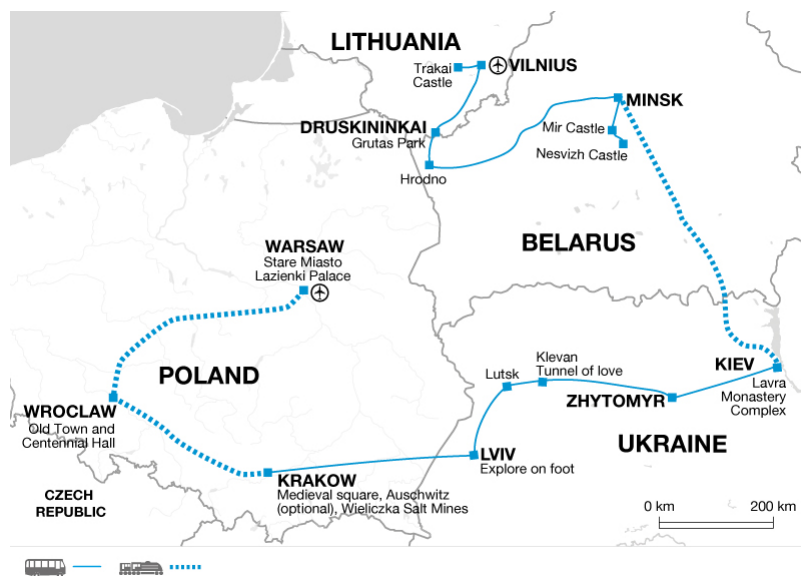 LITHUANIA
Trakai
Castle
VILNIUS
DRUSKININKAI
Grutas Park
Hrodno
MINSK
Mir Castle
Nesvizh Castle
BELARUS
WARSAW
Stare Miasto
Lazienki Palace
POLAND
WROCLAW
Old Town and
Centennial Hall
CZECH
REPUBLIC
KRAKOW
Medieval square, Auschwitz
(optional), Wieliczka Salt Mines
LVIV
Explore on foot
Lutsk
Klevan
Tunnel of love
ZHYTOMYR
KIEV
Lavra
Monastery
Complex
UKRAINE
0 km 200 km